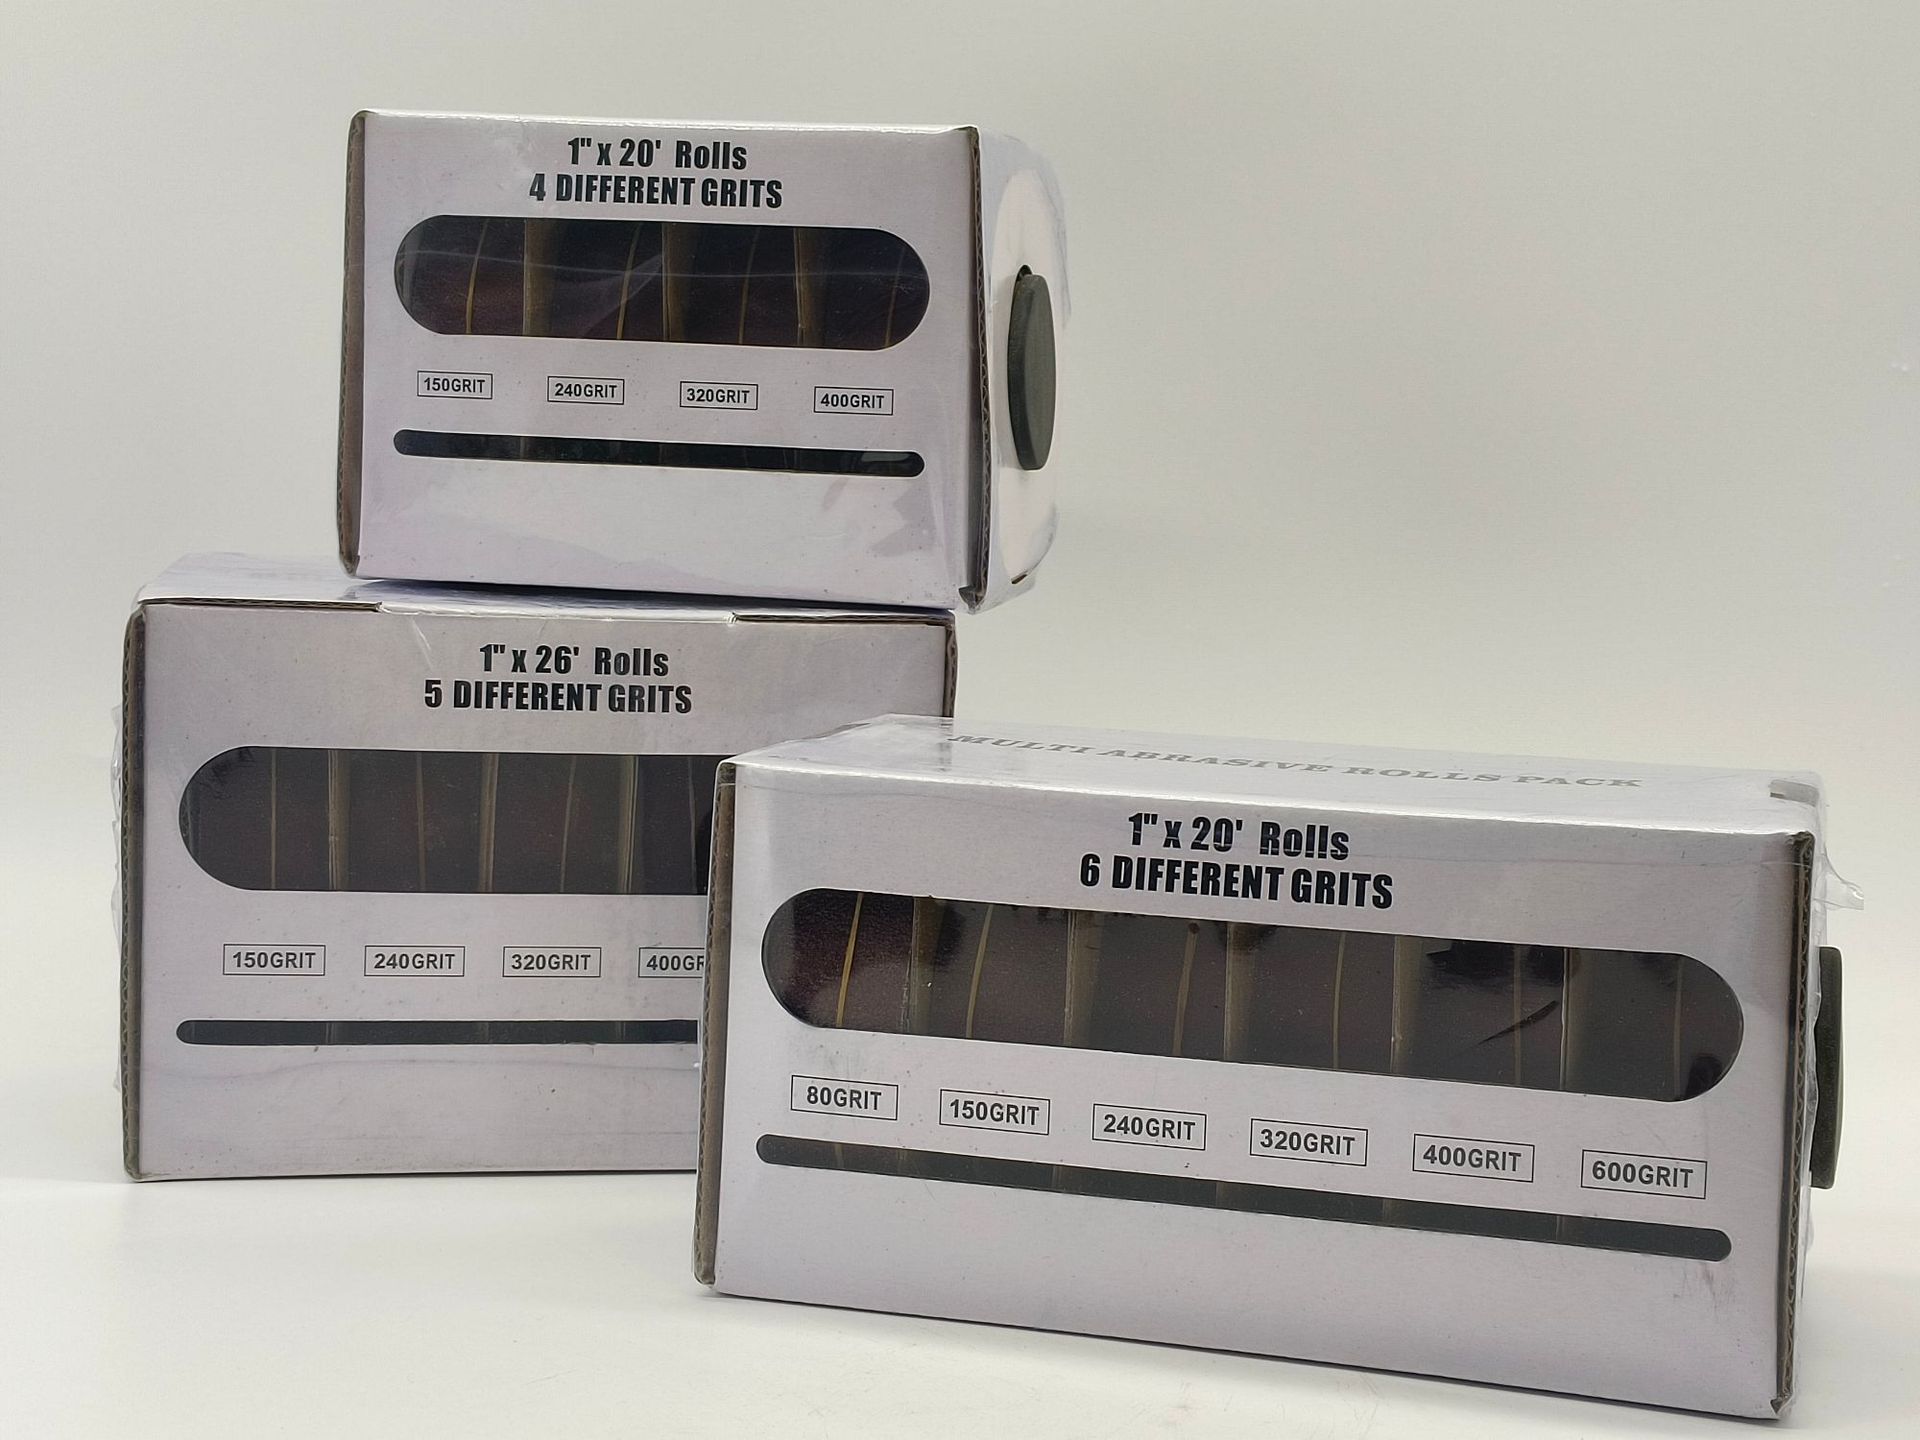 1" x 20' Rolls
4 DIFFERENT GRITS
150GRIT 240GRIT 320GRIT 400GRIT
1" x 26' Rolls
5 DIFFERENT GRITS
150GRIT 240GRIT 320GRIT 400GR
MULTI ABRASIVE ROLLS PACK
1" x 20' Rolls
6 DIFFERENT GRITS
80GRIT 150GRIT 240GRIT 320GRIT 400GRIT 600GRIT